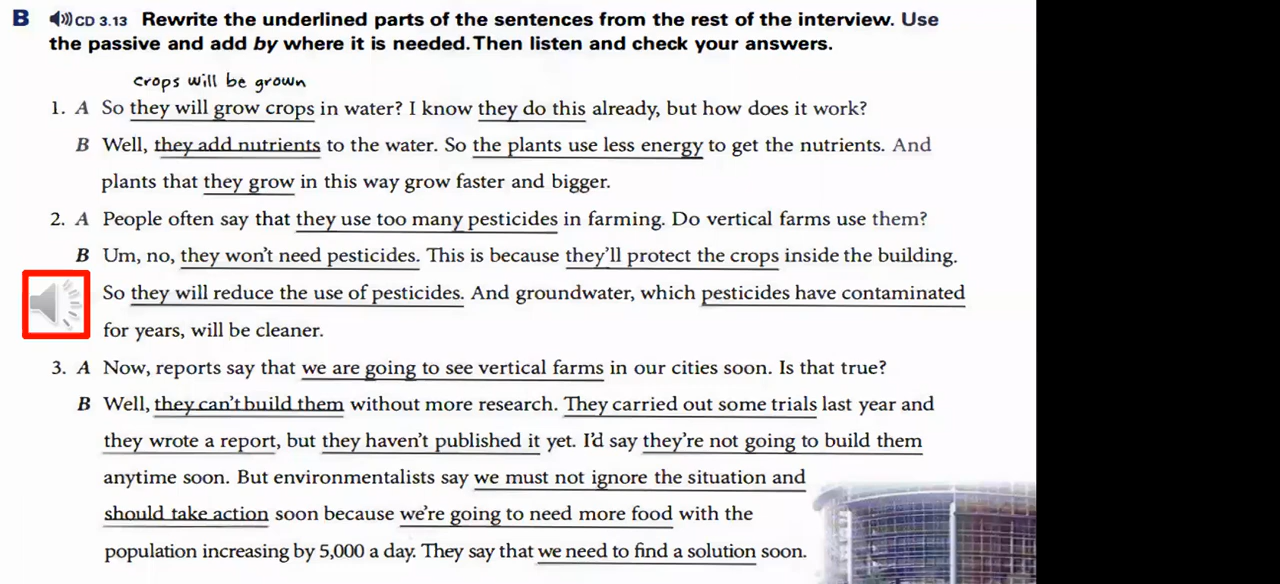 B CD 3.13 Rewrite the underlined parts of the sentences from the rest of the interview. Use
the passive and add by where it is needed. Then listen and check your answers.
crops will be grown
1. A So they will grow crops in water? I know they do this already, but how does it work?
B Well, they add nutrients to the water. So the plants use less energy to get the nutrients. And
plants that they grow in this way grow faster and bigger.
2. A People often say that they use too many pesticides in farming. Do vertical farms use them?
B Um, no, they won't need pesticides. This is because they'll protect the crops inside the building.
So they will reduce the use of pesticides. And groundwater, which pesticides have contaminated
for years, will be cleaner.
3. A Now, reports say that we are going to see vertical farms in our cities soon. Is that true?
B Well, they can't build them without more research. They carried out some trials last year and
they wrote a report, but they haven't published it yet. I'd say they're not going to build them
anytime soon. But environmentalists say we must not ignore the situation and
should take action soon because we're going to need more food with the
population increasing by 5,000 a day. They say that we need to find a solution soon.